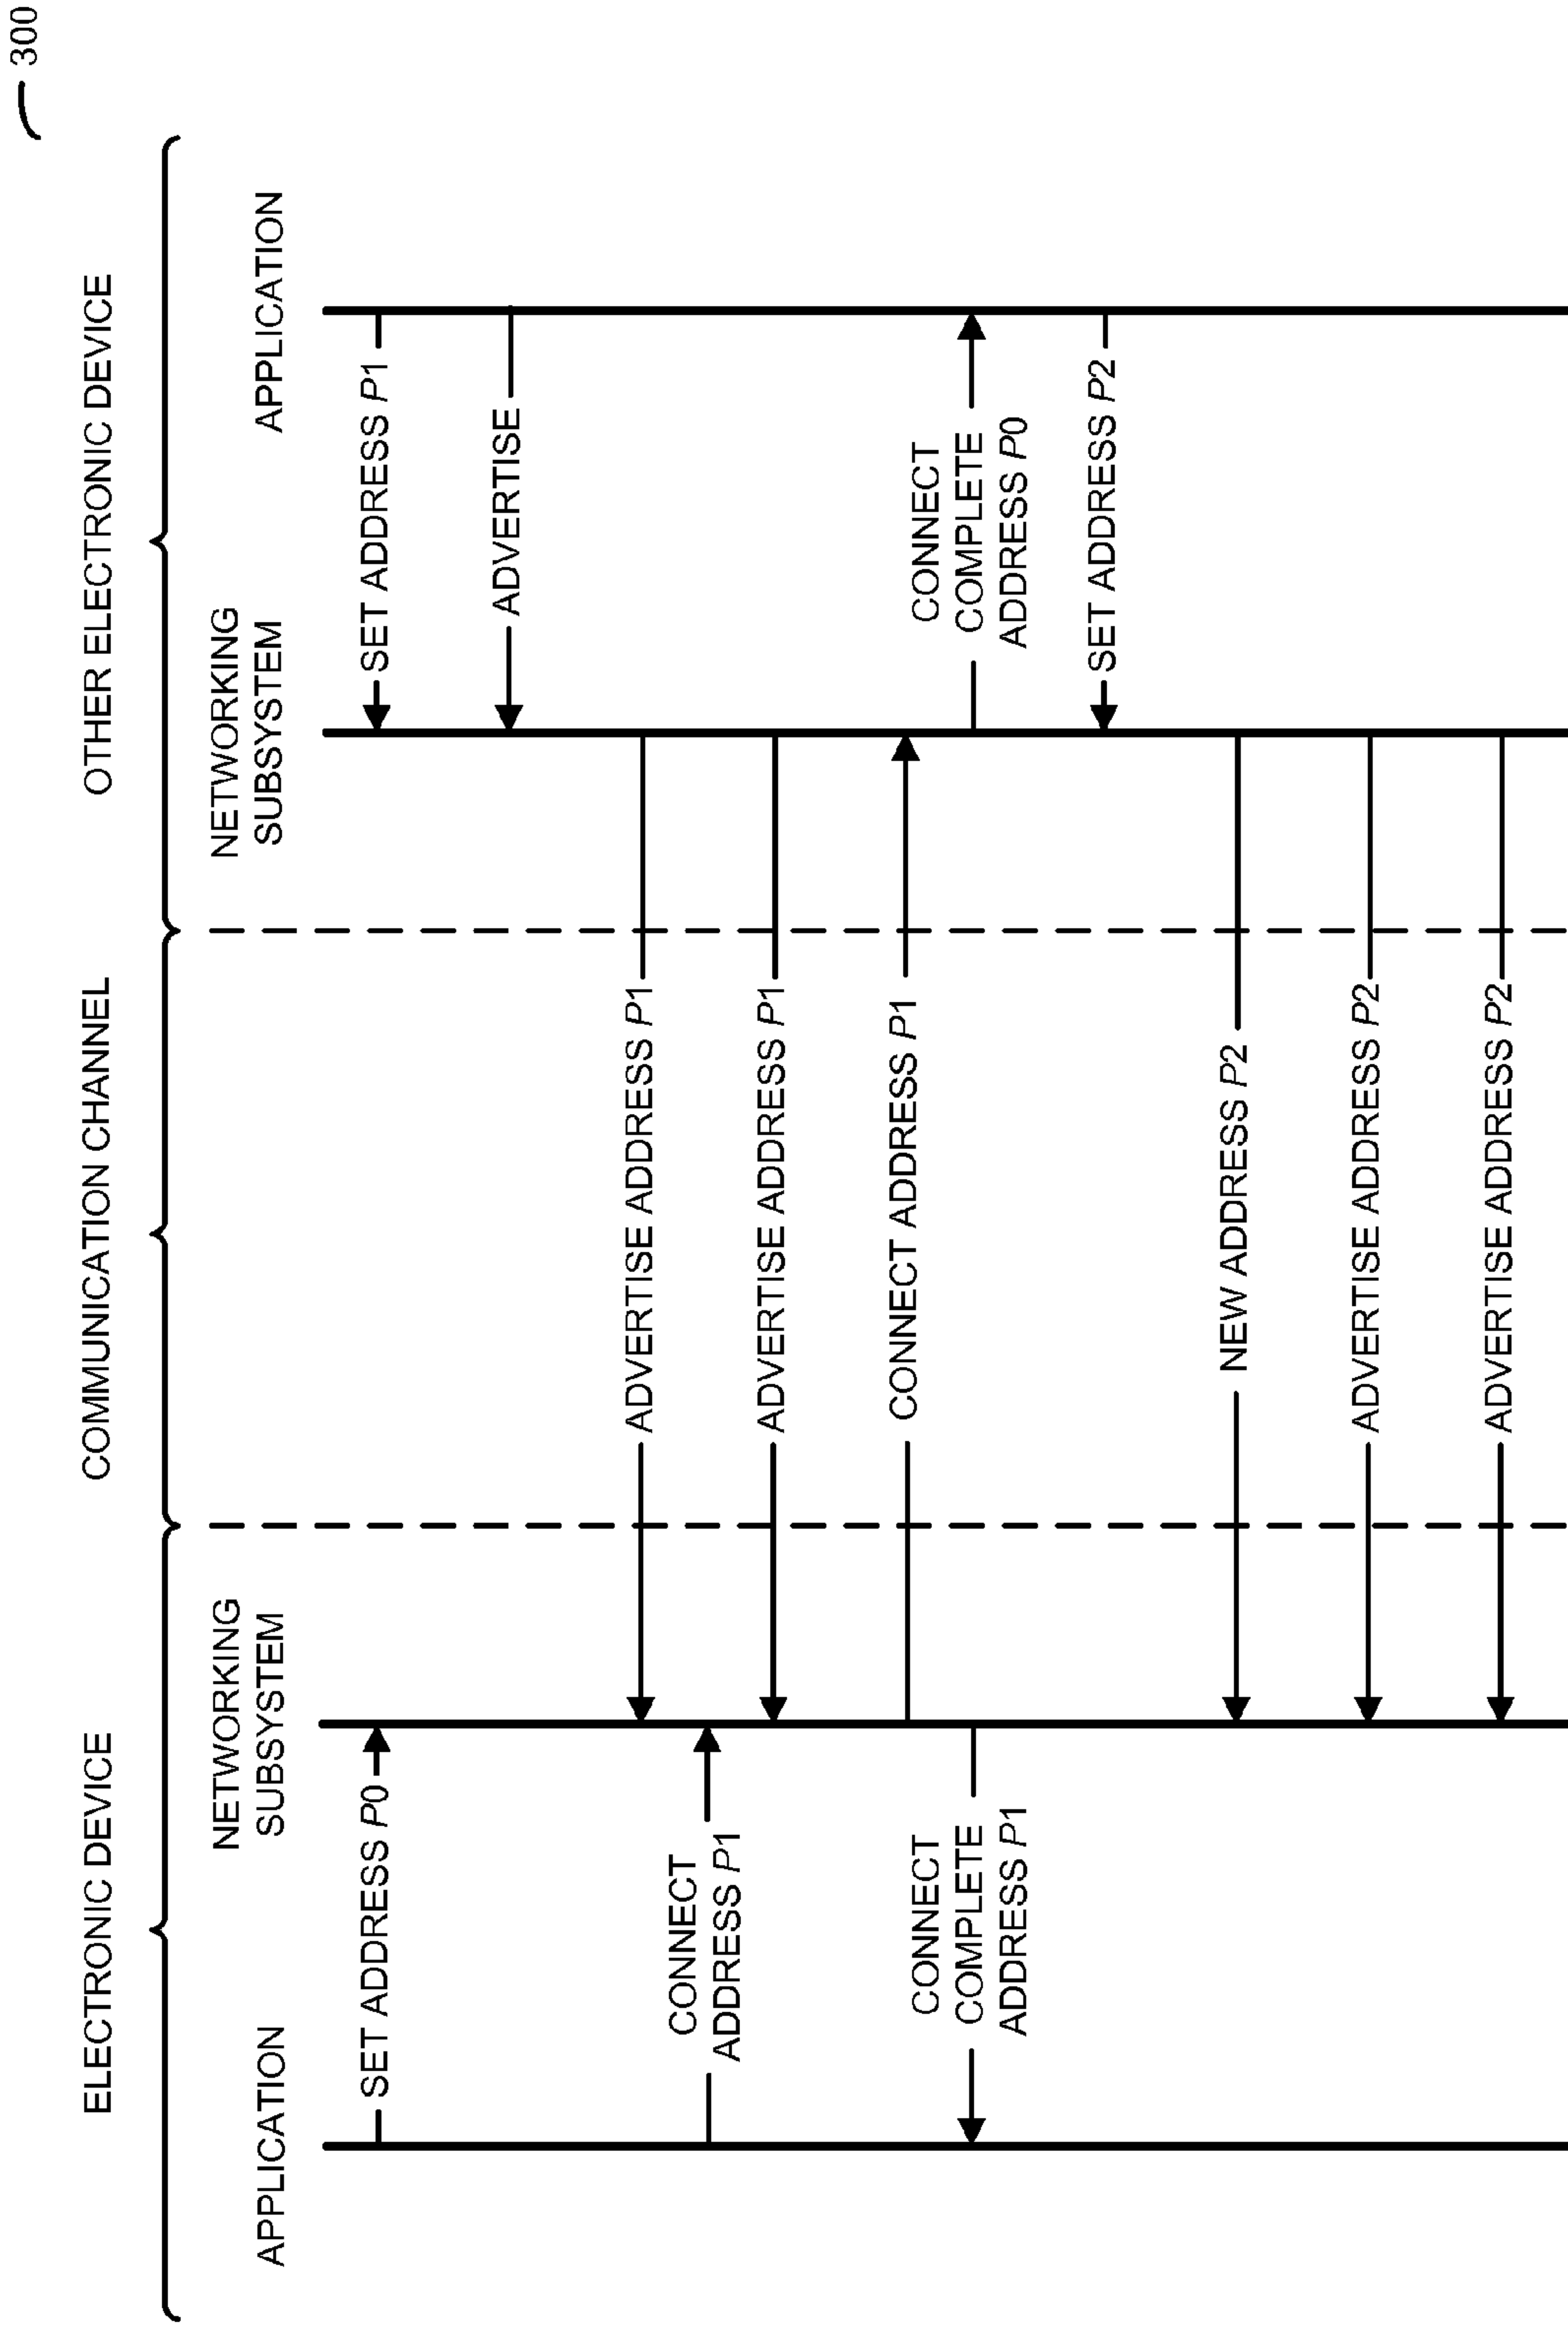 300
ELECTRONIC DEVICE
COMMUNICATION CHANNEL
OTHER ELECTRONIC DEVICE
APPLICATION
NETWORKING
SUBSYSTEM
NETWORKING
SUBSYSTEM
APPLICATION
SET ADDRESS P0
SET ADDRESS P1
ADVERTISE
ADVERTISE ADDRESS P1
CONNECT
ADDRESS P1
ADVERTISE ADDRESS P1
CONNECT ADDRESS P1
CONNECT
COMPLETE
ADDRESS P1
CONNECT
COMPLETE
ADDRESS P0
SET ADDRESS P2
NEW ADDRESS P2
ADVERTISE ADDRESS P2
ADVERTISE ADDRESS P2